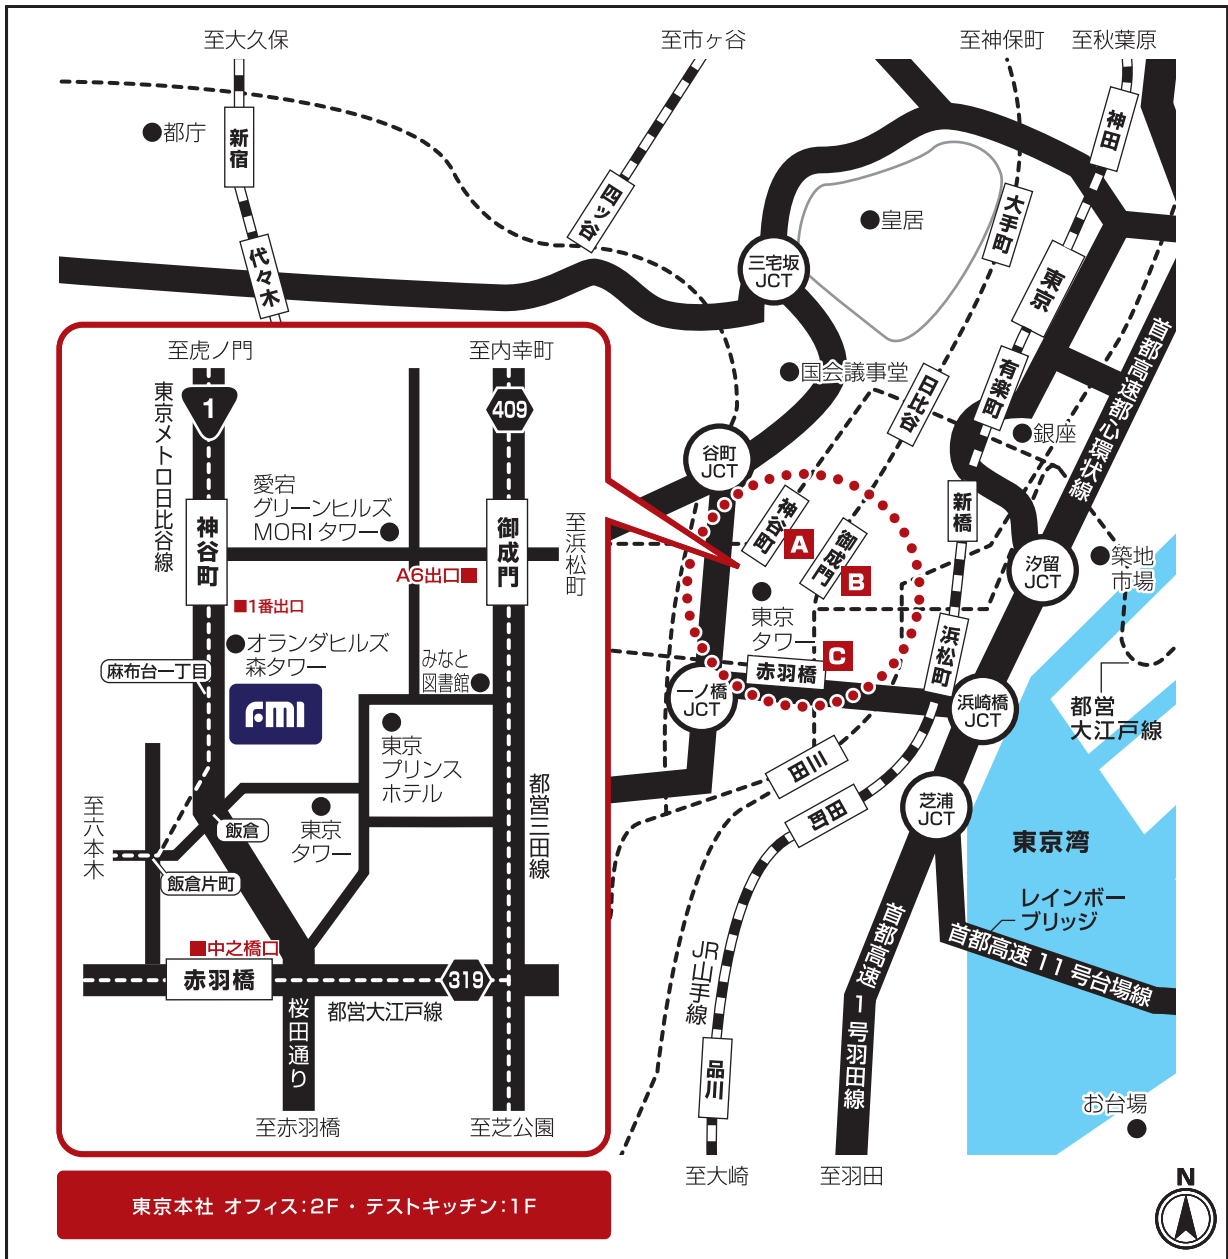 至大久保
至市ヶ谷
至神保町
至秋葉原
都庁
新宿
四ッ谷
神田
代々木
皇居
大手町
三宅坂
JCT
東京
首都高速都心環状線
国会議事堂
日比谷
有楽町
銀座
谷町
JCT
神谷町
A
御成門
B
新橋
汐留
JCT
築地
市場
東京
タワー
C
赤羽橋
浜松町
一ノ橋
JCT
浜崎橋
JCT
都営
大江戸線
三田
田町
芝浦
JCT
東京湾
レインボー
ブリッジ
首都高速 11 号台場線
首都高速 1 号羽田線
JR山手線
品川
お台場
至大崎
至羽田
N
至虎ノ門
至内幸町
東京メトロ日比谷線
1
409
愛宕
グリーンヒルズ
MORI タワー
至浜松町
神谷町
御成門
A6出口
1番出口
オランダヒルズ
森タワー
麻布台一丁目
みなと
図書館
FMI
東京
プリンス
ホテル
都営三田線
至六本木
飯倉
東京
タワー
飯倉片町
中之橋口
赤羽橋
319
都営大江戸線
桜田通り
至赤羽橋
至芝公園
東京本社 オフィス：2F ・ テストキッチン：1F